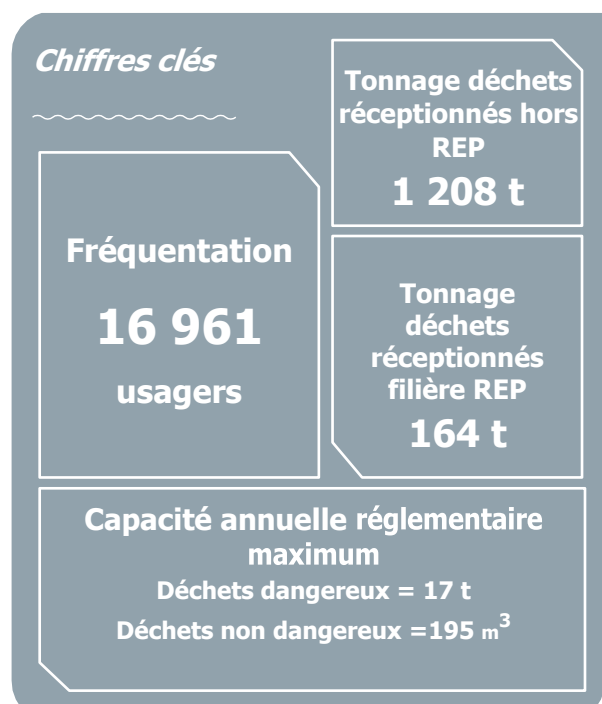 Chiffres clés
Tonnage déchets
réceptionnés hors
REP
1 208 t
Fréquentation
16 961
usagers
Tonnage
déchets
réceptionnés
filière REP
164 t
Capacité annuelle réglementaire
maximum
Déchets dangereux = 17 t
Déchets non dangereux =195 m³